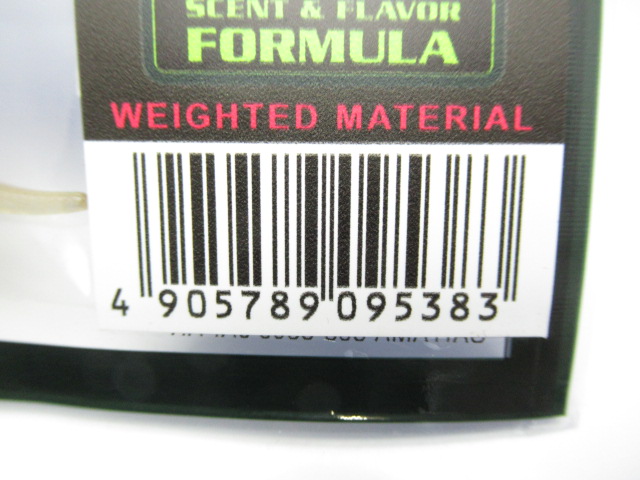 SCENT & FLAVOR
FORMULA
WEIGHTED MATERIAL
4 905789 095383